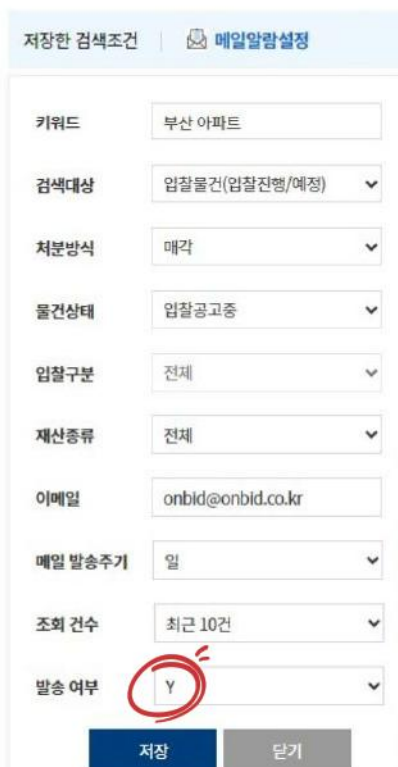 저장한 검색조건 메일알람설정
키워드 부산 아파트
검색대상 입찰물건(입찰진행/예정)
처분방식 매각
물건상태 입찰공고중
입찰구분 전체
재산종류 전체
이메일 onbid@onbid.co.kr
메일 발송주기 일
조회 건수 최근 10건
발송 여부 Y
저장 닫기